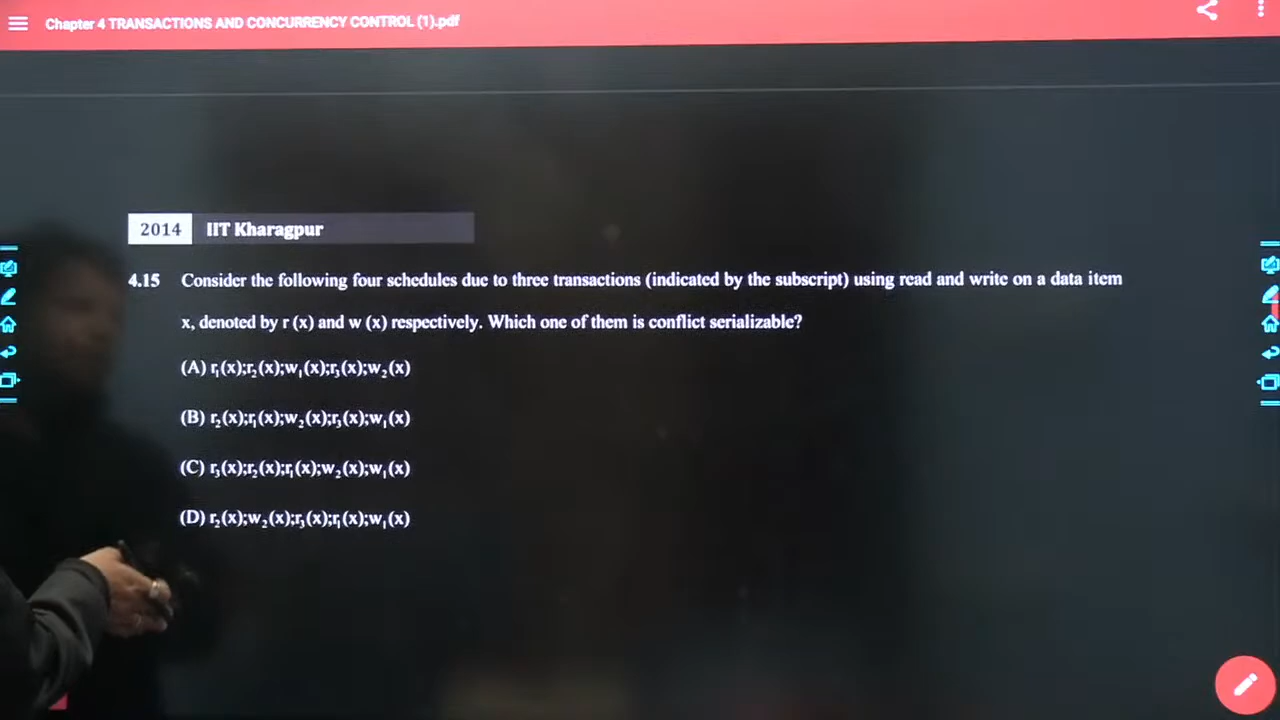 Chapter 4 TRANSACTIONS AND CONCURRENCY CONTROL (1).pdf
2014 IIT Kharagpur
4.15 Consider the following four schedules due to three transactions (indicated by the subscript) using read and write on a data item
x, denoted by r (x) and w (x) respectively. Which one of them is conflict serializable?
(A) r₁(x);r₂(x);w₁(x);r₃(x);w₂(x)
(B) r₂(x);r₁(x);w₂(x);r₃(x);w₁(x)
(C) r₃(x);r₂(x);r₁(x);w₂(x);w₁(x)
(D) r₂(x);w₂(x);r₃(x);r₁(x);w₁(x)